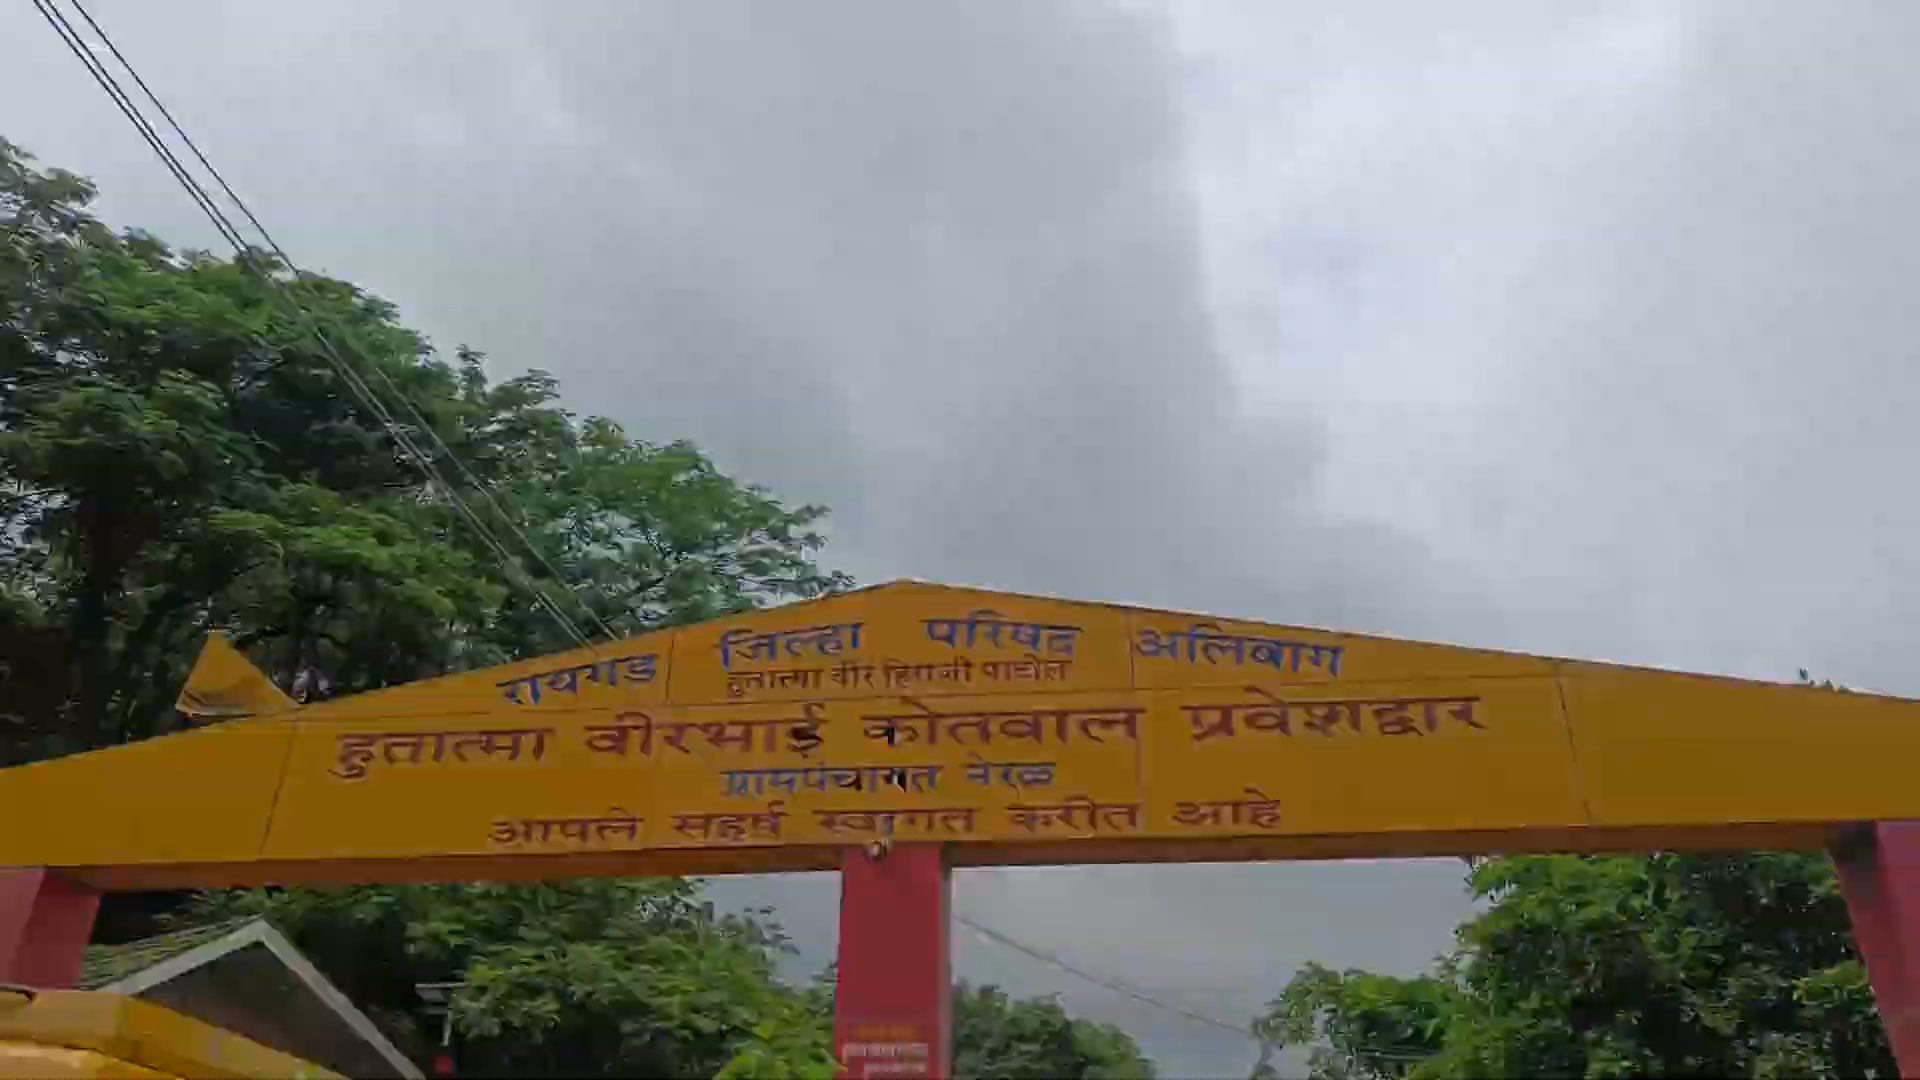 रायगड जिल्हा परिषद अलिबाग
हुतात्मा वीर हिराजी पाटील
हुतात्मा वीरभाई कोतवाल प्रवेशद्वार
ग्रामपंचायत नेरळ
आपले सहर्ष स्वागत करीत आहे